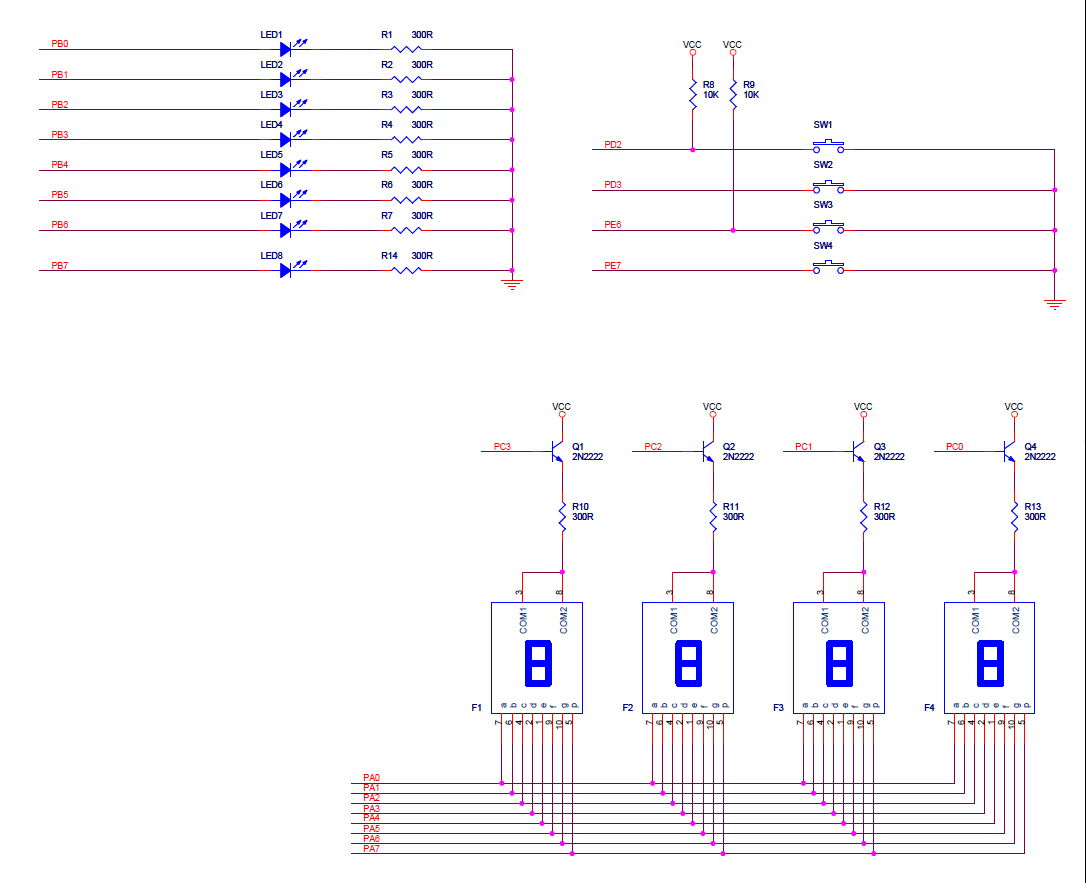 LED1 R1 300R
PB0
LED2 R2 300R
PB1
LED3 R3 300R
PB2
LED4 R4 300R
PB3
LED5 R5 300R
PB4
LED6 R6 300R
PB5
LED7 R7 300R
PB6
LED8 R14 300R
PB7
VCC VCC
R8 R9
10K 10K
SW1
PD2
SW2
PD3
SW3
PE6
SW4
PE7
VCC VCC VCC VCC
PC3 Q1 PC2 Q2 PC1 Q3 PC0 Q4
2N2222 2N2222 2N2222 2N2222
R10 R11 R12 R13
300R 300R 300R 300R
3 8 3 8 3 8 3 8
COM1 COM2 COM1 COM2 COM1 COM2 COM1 COM2
F1 a b c d e f g p F2 a b c d e f g p F3 a b c d e f g p F4 a b c d e f g p
7 6 4 2 1 9 10 5 7 6 4 2 1 9 10 5 7 6 4 2 1 9 10 5 7 6 4 2 1 9 10 5
PA0
PA1
PA2
PA3
PA4
PA5
PA6
PA7